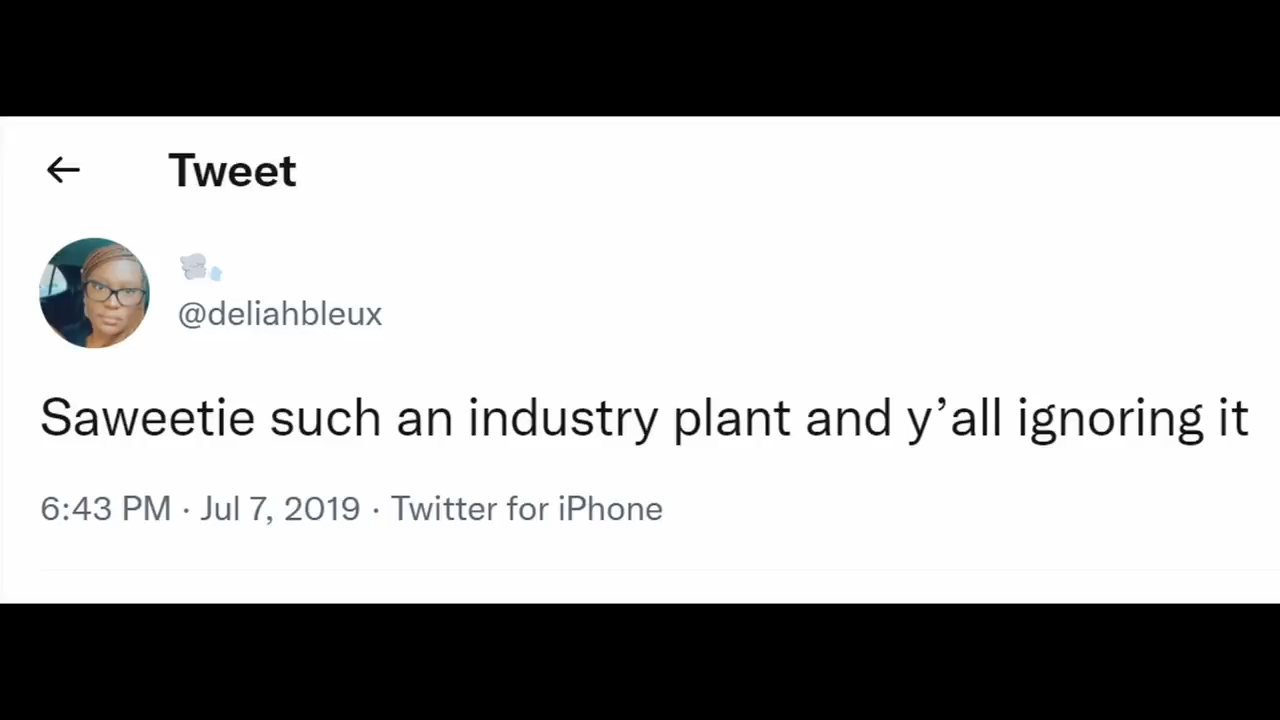 Tweet
@deliahbleux
Saweetie such an industry plant and y’all ignoring it
6:43 PM · Jul 7, 2019 · Twitter for iPhone